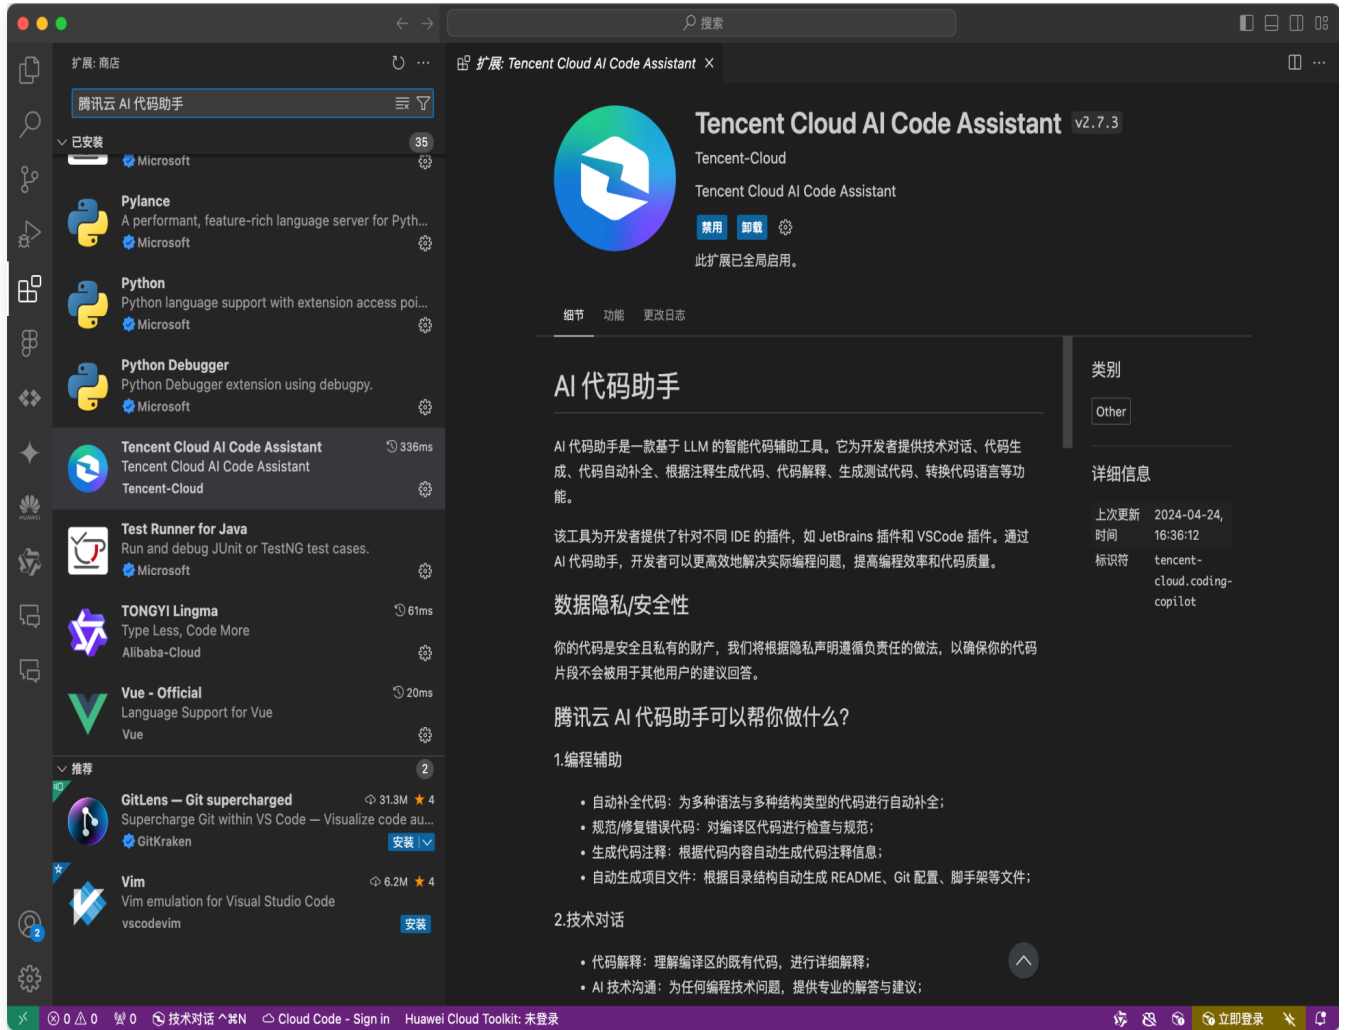 搜索
扩展: 商店
腾讯云 AI 代码助手
已安装
35
Microsoft
Pylance
A performant, feature-rich language server for Pyth...
Microsoft
Python
Python language support with extension access poi...
Microsoft
Python Debugger
Python Debugger extension using debugpy.
Microsoft
Tencent Cloud AI Code Assistant
336ms
Tencent Cloud AI Code Assistant
Tencent-Cloud
Test Runner for Java
Run and debug JUnit or TestNG test cases.
Microsoft
TONGYI Lingma
61ms
Type Less, Code More
Alibaba-Cloud
Vue - Official
20ms
Language Support for Vue
Vue
推荐
2
GitLens — Git supercharged
31.3M ★ 4
Supercharge Git within VS Code — Visualize code au...
GitKraken
安装
Vim
6.2M ★ 4
Vim emulation for Visual Studio Code
vscodevim
安装
HUAWEI
2
扩展: Tencent Cloud AI Code Assistant
Tencent Cloud AI Code Assistant v2.7.3
Tencent-Cloud
Tencent Cloud AI Code Assistant
禁用 卸载
此扩展已全局启用。
细节 功能 更改日志
AI 代码助手
AI 代码助手是一款基于 LLM 的智能代码辅助工具。它为开发者提供技术对话、代码生
成、代码自动补全、根据注释生成代码、代码解释、生成测试代码、转换代码语言等功
能。
该工具为开发者提供了针对不同 IDE 的插件，如 JetBrains 插件和 VSCode 插件。通过
AI 代码助手，开发者可以更高效地解决实际编程问题，提高编程效率和代码质量。
数据隐私/安全性
你的代码是安全且私有的财产，我们将根据隐私声明遵循负责任的做法，以确保你的代码
片段不会被用于其他用户的建议回答。
腾讯云 AI 代码助手可以帮你做什么?
1.编程辅助
• 自动补全代码：为多种语法与多种结构类型的代码进行自动补全；
• 规范/修复错误代码：对编译区代码进行检查与规范；
• 生成代码注释：根据代码内容自动生成代码注释信息；
• 自动生成项目文件：根据目录结构自动生成 README、Git 配置、脚手架等文件；
2.技术对话
• 代码解释：理解编译区的既有代码，进行详细解释；
• AI 技术沟通：为任何编程技术问题，提供专业的解答与建议；
类别
Other
详细信息
上次更新
时间
2024-04-24,
16:36:12
标识符
tencent-
cloud.coding-
copilot
0 0 0 技术对话 ^⌘N Cloud Code - Sign in Huawei Cloud Toolkit: 未登录
立即登录